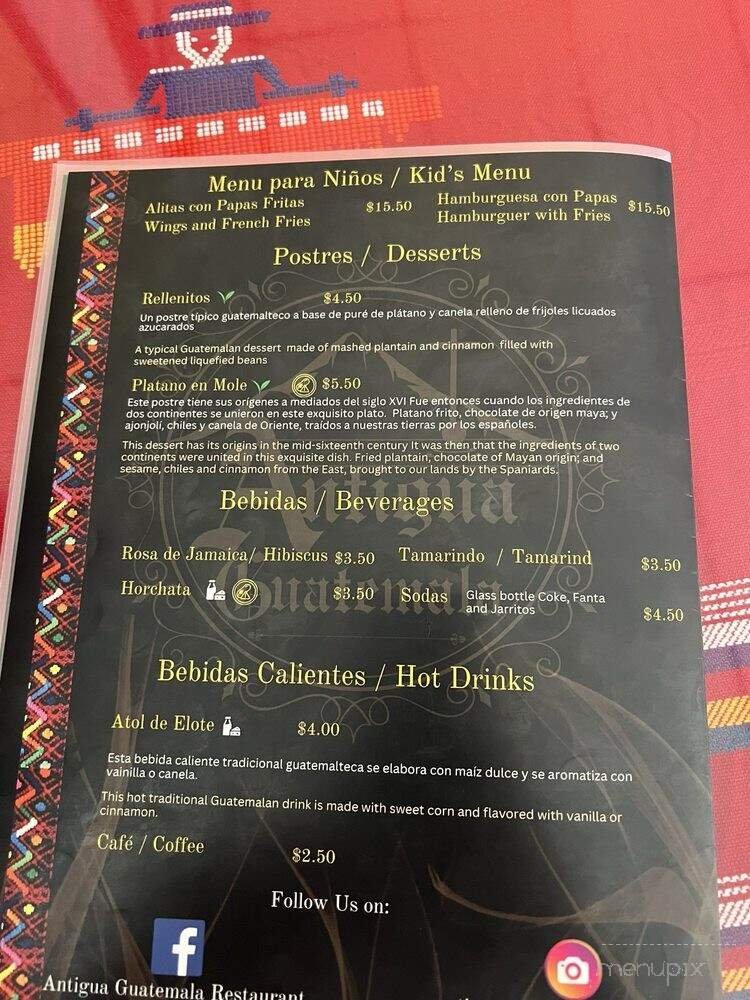 Menu para Niños / Kid's Menu
Alitas con Papas Fritas
Wings and French Fries
$15.50
Hamburguesa con Papas
Hamburguer with Fries
$15.50
Postres / Desserts
Rellenitos $4.50
Un postre típico guatemalteco a base de puré de plátano y canela relleno de frijoles licuados
azucarados
A typical Guatemalan dessert made of mashed plantain and cinnamon filled with
sweetened liquefied beans
Platano en Mole $5.50
Este postre tiene sus orígenes a mediados del siglo XVI Fue entonces cuando los ingredientes de
dos continentes se unieron en este exquisito plato. Platano frito, chocolate de origen maya; y
ajonjolí, chiles y canela de Oriente, traídos a nuestras tierras por los españoles.
This dessert has its origins in the mid-sixteenth century It was then that the ingredients of two
continents were united in this exquisite dish. Fried plantain, chocolate of Mayan origin; and
sesame, chiles and cinnamon from the East, brought to our lands by the Spaniards.
Antigua
Guatemala
Bebidas / Beverages
Rosa de Jamaica/ Hibiscus $3.50
Tamarindo / Tamarind $3.50
Horchata $3.50
Sodas Glass bottle Coke, Fanta
and Jarritos $4.50
Bebidas Calientes / Hot Drinks
Atol de Elote $4.00
Esta bebida caliente tradicional guatemalteca se elabora con maíz dulce y se aromatiza con
vainilla o canela.
This hot traditional Guatemalan drink is made with sweet corn and flavored with vanilla or
cinnamon.
Café / Coffee $2.50
Follow Us on:
f
Antigua Guatemala Restaurant
menupix